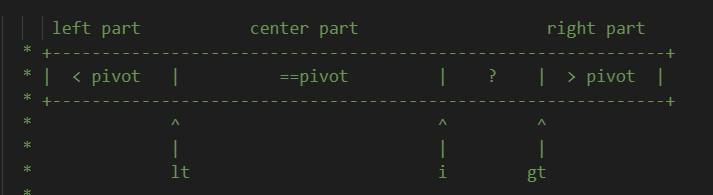 left part           center part                   right part
* +--------------------------------------------------------------+
* |  < pivot   |          ==pivot         |    ?    |  > pivot  |
* +--------------------------------------------------------------+
*              ^                          ^         ^
*              |                          |         |
*              lt                         i        gt
*